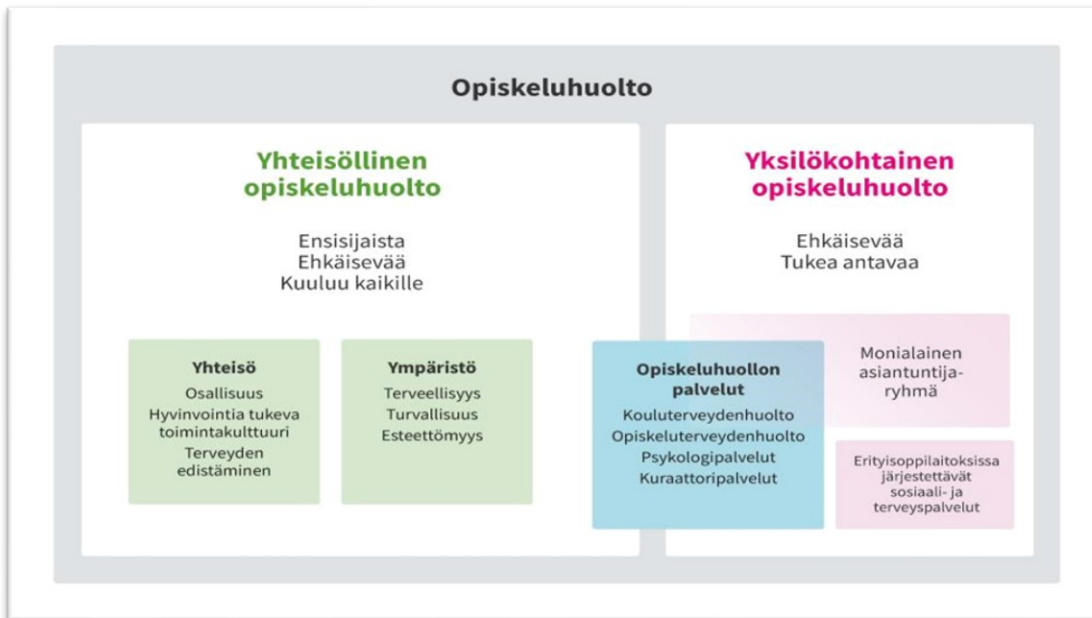 Opiskeluhuolto
Yhteisöllinen
opiskeluhuolto
Ensisijaista
Ehkäisevää
Kuuluu kaikille
Yhteisö
Osallisuus
Hyvinvointia tukeva
toimintakulttuuri
Terveyden
edistäminen
Ympäristö
Terveellisyys
Turvallisuus
Esteettömyys
Opiskeluhuollon
palvelut
Kouluterveydenhuolto
Opiskeluterveydenhuolto
Psykologipalvelut
Kuraattoripalvelut
Yksilökohtainen
opiskeluhuolto
Ehkäisevää
Tukea antavaa
Monialainen
asiantuntija-
ryhmä
Erityisoppilaitoksissa
järjestettävät
sosiaali- ja
terveyspalvelut